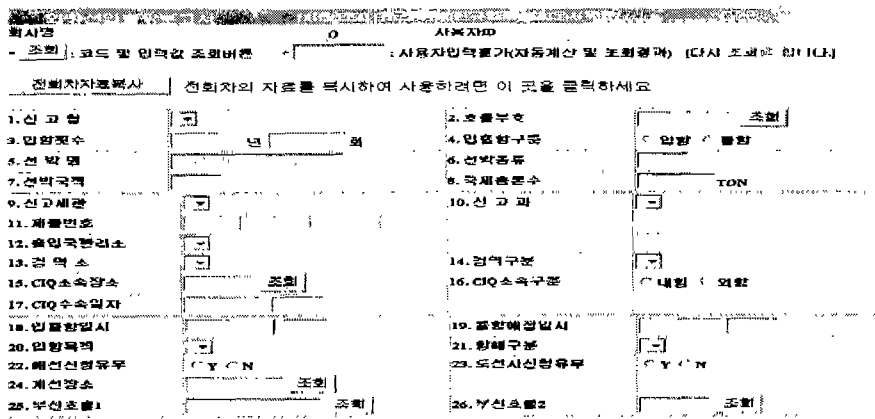 회사명 0 사용자ID
- 조회 : 코드 및 입력값 조회버튼 : 사용자입력불가(자동계산 및 조회결과) [다시 조회 합니다.]
전회차자료복사 전회차의 자료를 복사하여 사용하려면 이 곳을 클릭하세요
1.신 고 일 2.호출부호 조회
3.입항횟수 년 회 4.입출항구분 입항 출항
5.선 박 명 6.선박종류
7.선박국적 8.국제총톤수 TON
9.신고세관 10.신 고 과
11.제출번호
12.출입국관리소
13.검 역 소 14.검역구분
15.CIQ수속장소 조회 16.CIQ수속구분 내항 외항
17.CIQ수속일자
18.입출항일시 19.출항예정일시
20.입항목적 21.항해구분
22.예선신청유무 Y N 23.도선사신청유무 Y N
24.계선장소 조회
25.부선호출1 조회 26.부선호출2 조회